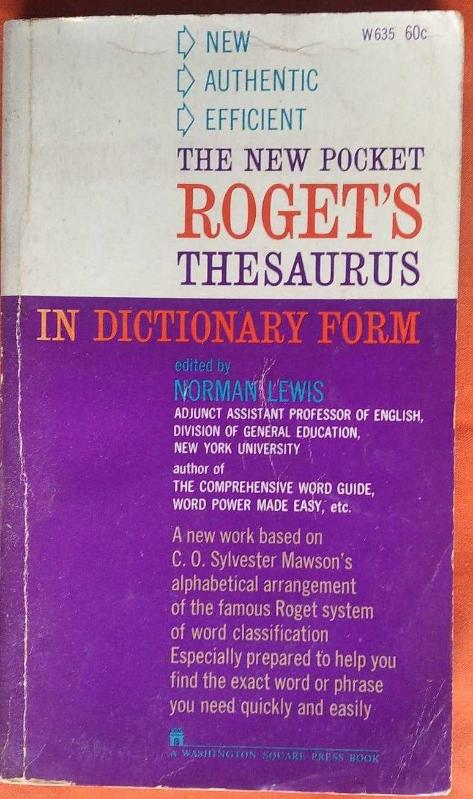 NEW
W635 60c
AUTHENTIC
EFFICIENT
THE NEW POCKET
ROGET'S
THESAURUS
IN DICTIONARY FORM
edited by
NORMAN LEWIS
ADJUNCT ASSISTANT PROFESSOR OF ENGLISH,
DIVISION OF GENERAL EDUCATION,
NEW YORK UNIVERSITY
author of
THE COMPREHENSIVE WORD GUIDE,
WORD POWER MADE EASY, etc.
A new work based on
C. O. Sylvester Mawson's
alphabetical arrangement
of the famous Roget system
of word classification
Especially prepared to help you
find the exact word or phrase
you need quickly and easily
A WASHINGTON SQUARE PRESS BOOK